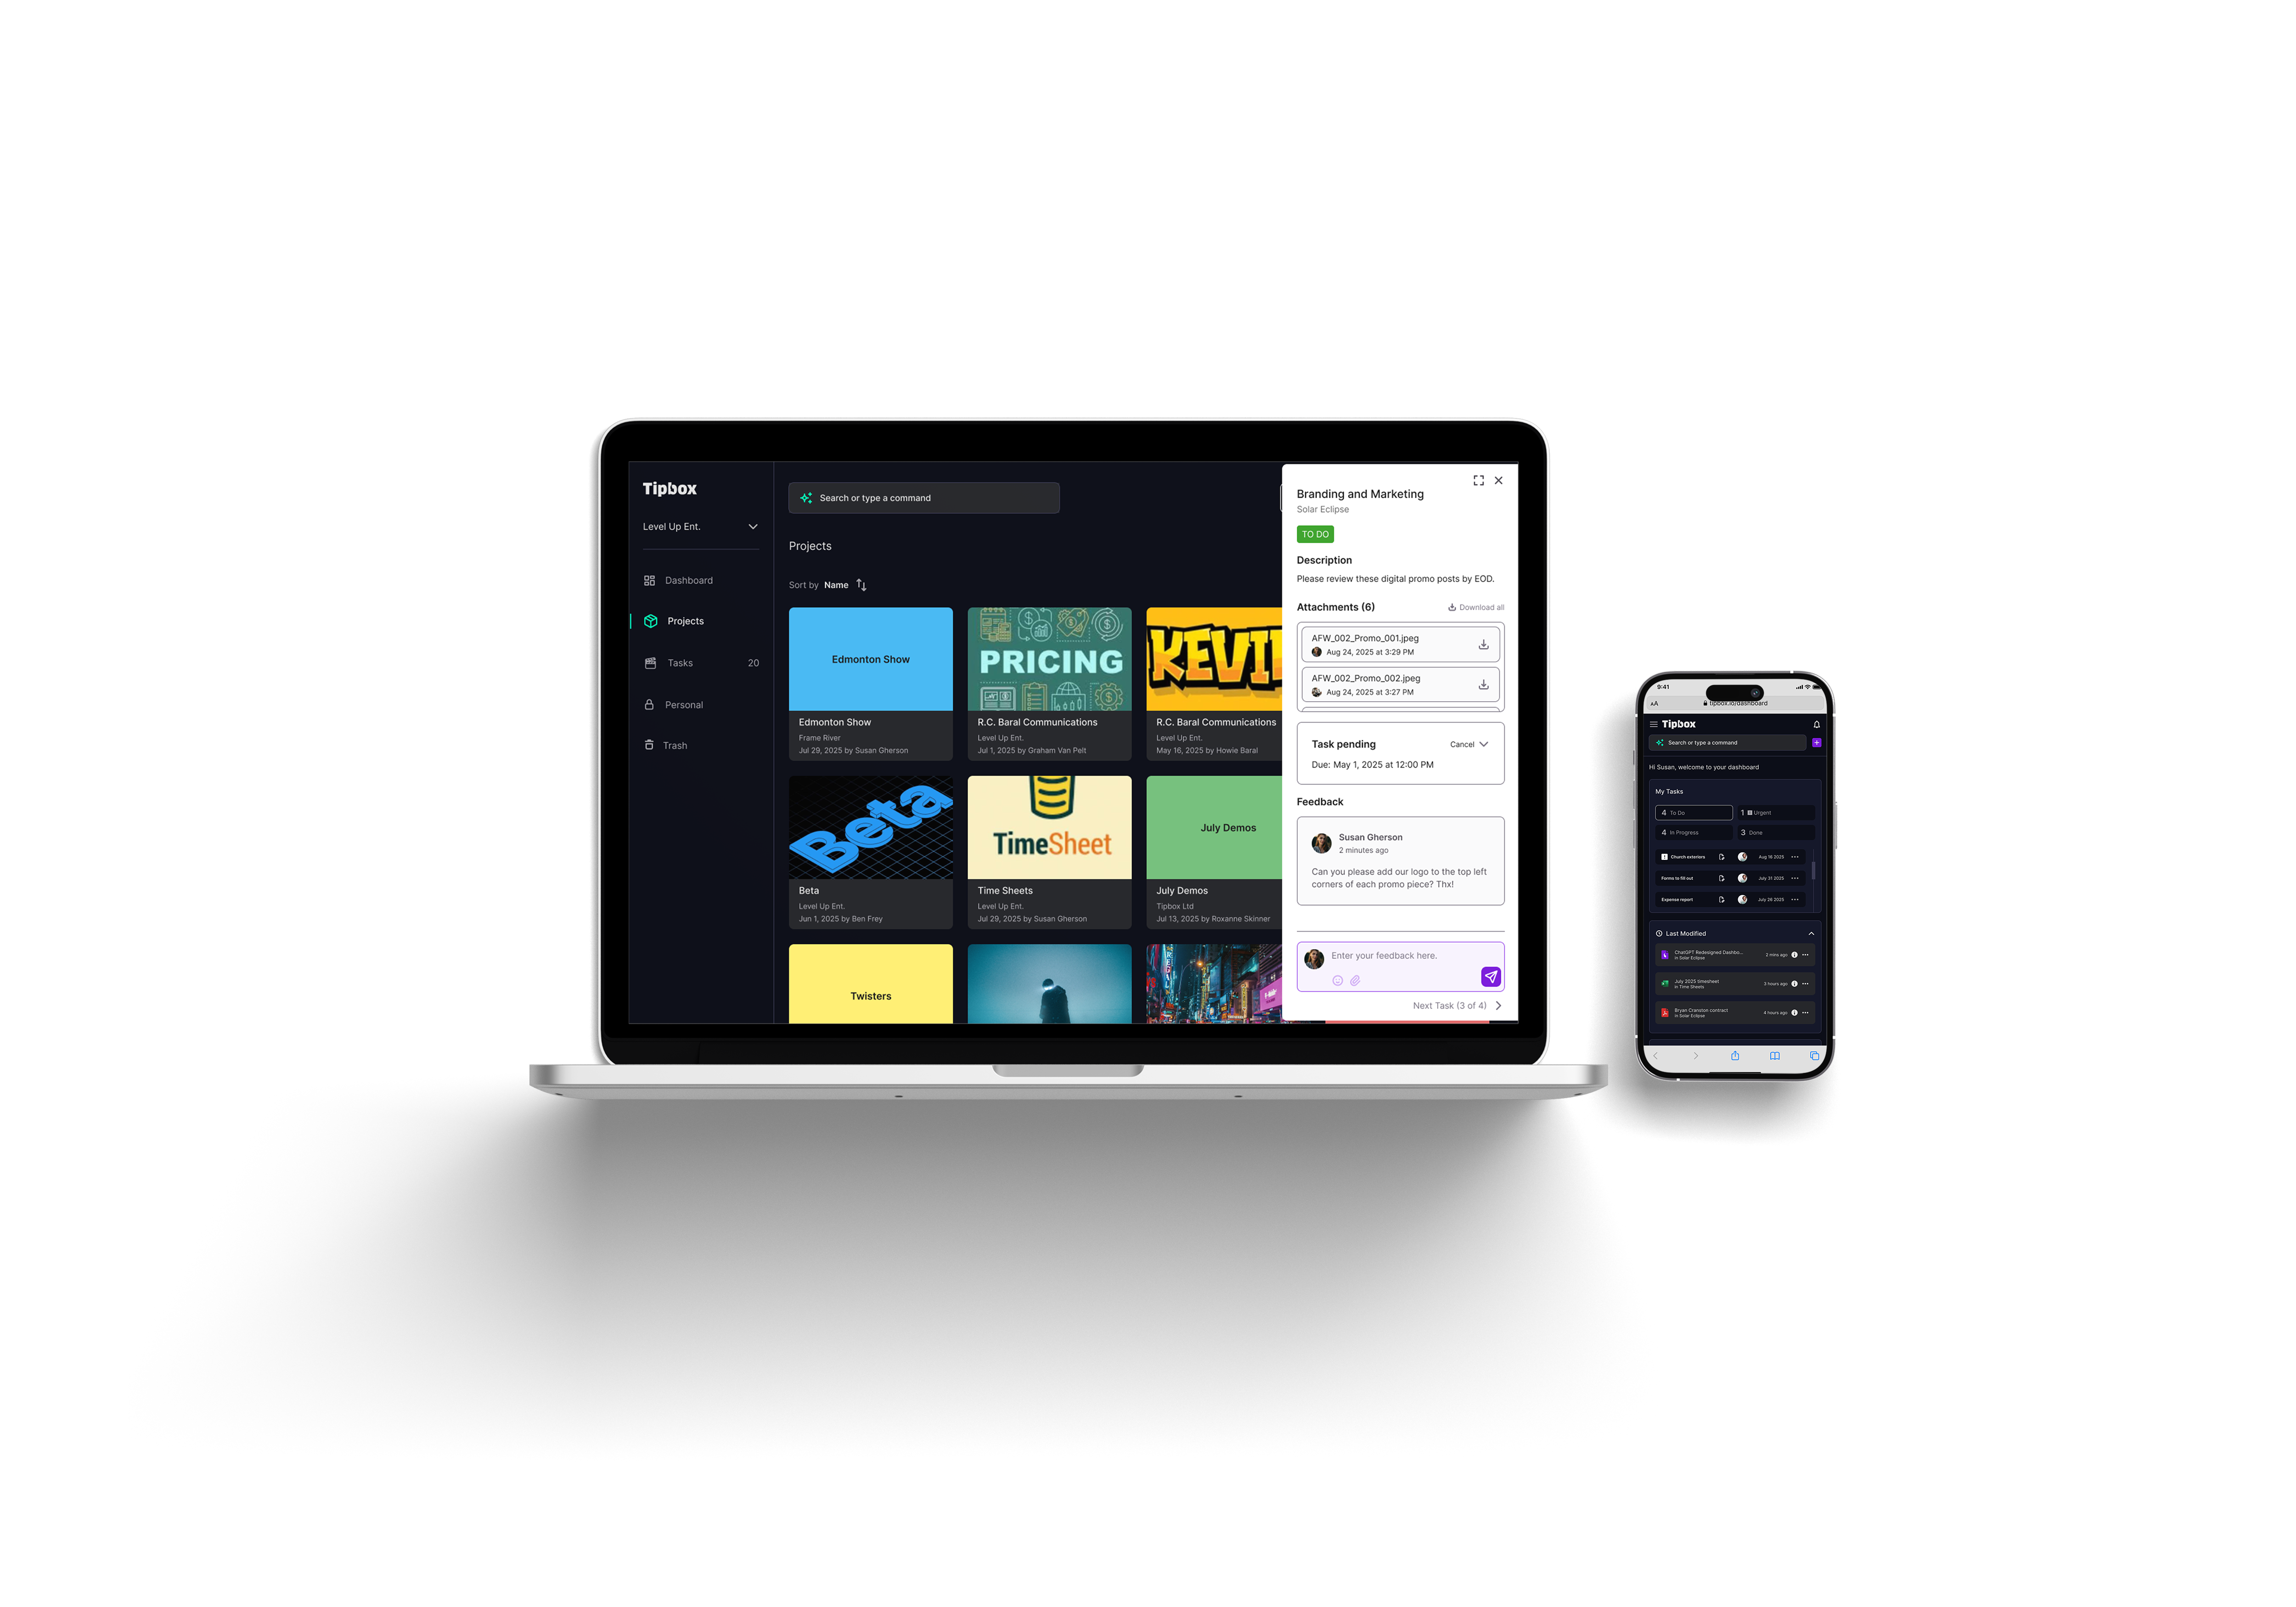 Tipbox
Level Up Ent.
Dashboard
Projects
Tasks 20
Personal
Trash
Search or type a command
Projects
Sort by Name
Edmonton Show
Edmonton Show
Frame River
Jul 29, 2025 by Susan Gherson
PRICING
R.C. Baral Communications
Level Up Ent.
Jul 1, 2025 by Graham Van Pelt
KEVI
R.C. Baral Communications
Level Up Ent.
May 16, 2025 by Howie Baral
Beta
Beta
Level Up Ent.
Jun 1, 2025 by Ben Frey
TimeSheet
Time Sheets
Level Up Ent.
Jul 29, 2025 by Susan Gherson
July Demos
July Demos
Tipbox Ltd
Jul 13, 2025 by Roxanne Skinner
Twisters
Branding and Marketing
Solar Eclipse
TO DO
Description
Please review these digital promo posts by EOD.
Attachments (6) Download all
AFW_002_Promo_001.jpeg
Aug 24, 2025 at 3:29 PM
AFW_002_Promo_002.jpeg
Aug 24, 2025 at 3:27 PM
Task pending Cancel
Due: May 1, 2025 at 12:00 PM
Feedback
Susan Gherson
2 minutes ago
Can you please add our logo to the top left
corners of each promo piece? Thx!
Enter your feedback here.
Next Task (3 of 4)
9:41
AA tipbox.io/dashboard
Tipbox
Search or type a command
Hi Susan, welcome to your dashboard
My Tasks
4 To Do 1 Urgent
4 In Progress 3 Done
Church exteriors Aug 16 2025
Forms to fill out July 31 2025
Expense report July 26 2025
Last Modified
ChatGPT Redesigned Dashbo... 2 mins ago
in Solar Eclipse
July 2025 timesheet 3 hours ago
in Time Sheets
Bryan Cranston contract 4 hours ago
in Solar Eclipse